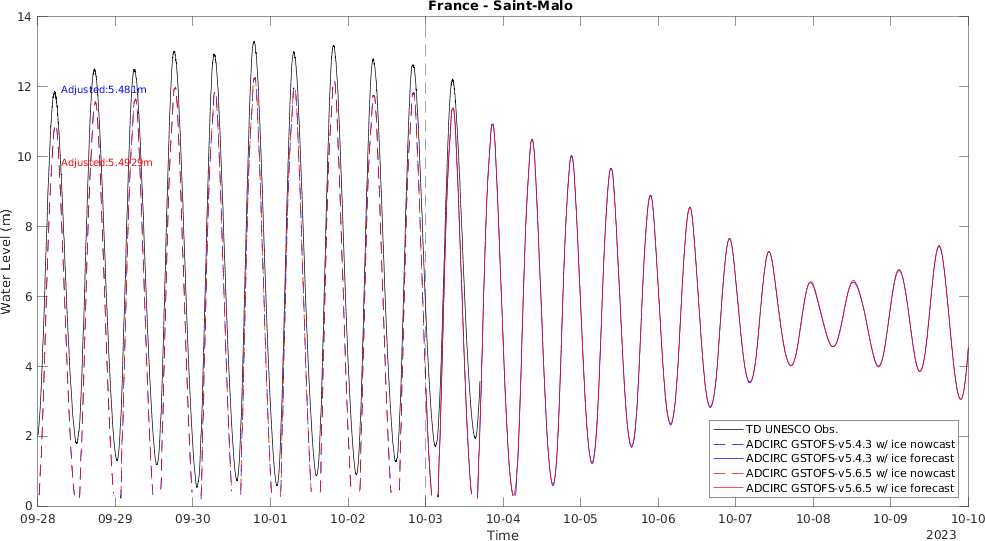 France - Saint-Malo
14
12
10
8
6
4
2
0
Water Level (m)
Adjusted:5.481m
Adjusted:5.4929m
TD UNESCO Obs.
ADCIRC GSTOFS-v5.4.3 w/ ice nowcast
ADCIRC GSTOFS-v5.4.3 w/ ice forecast
ADCIRC GSTOFS-v5.6.5 w/ ice nowcast
ADCIRC GSTOFS-v5.6.5 w/ ice forecast
09-28 09-29 09-30 10-01 10-02 10-03 10-04 10-05 10-06 10-07 10-08 10-09 10-10
Time
2023